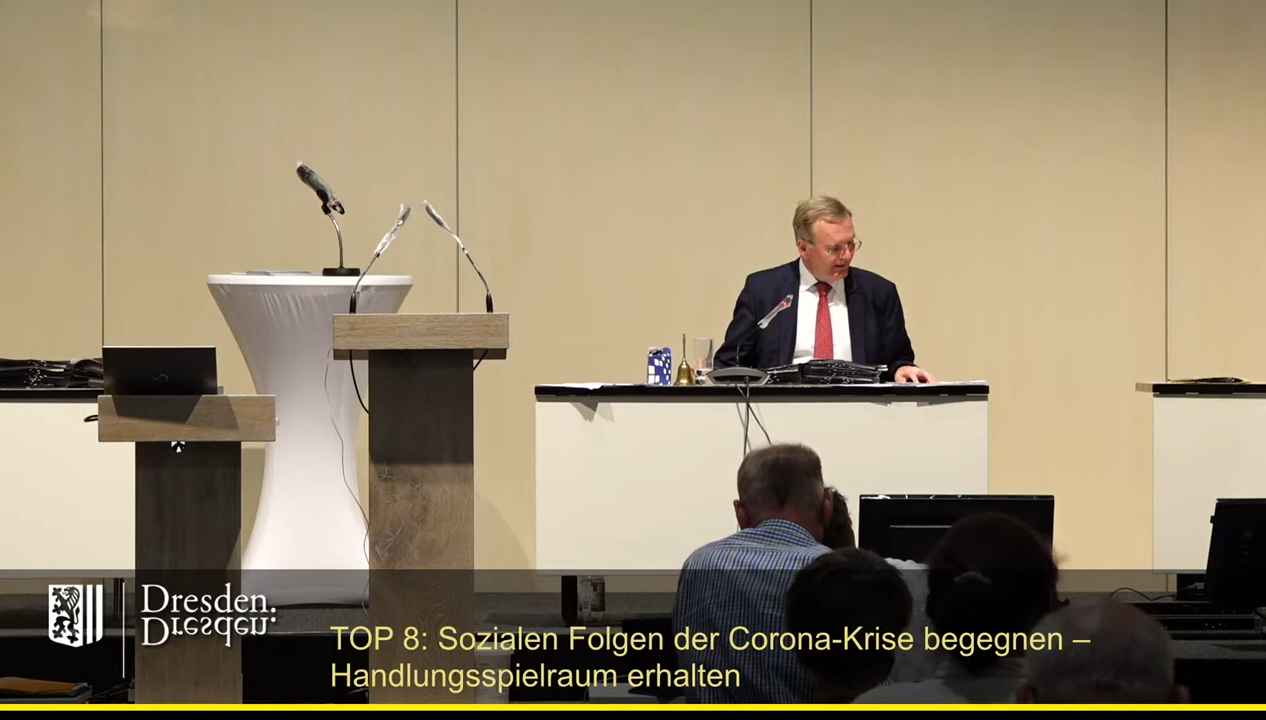 Dresden.
Dresden.
TOP 8: Sozialen Folgen der Corona-Krise begegnen –
Handlungsspielraum erhalten